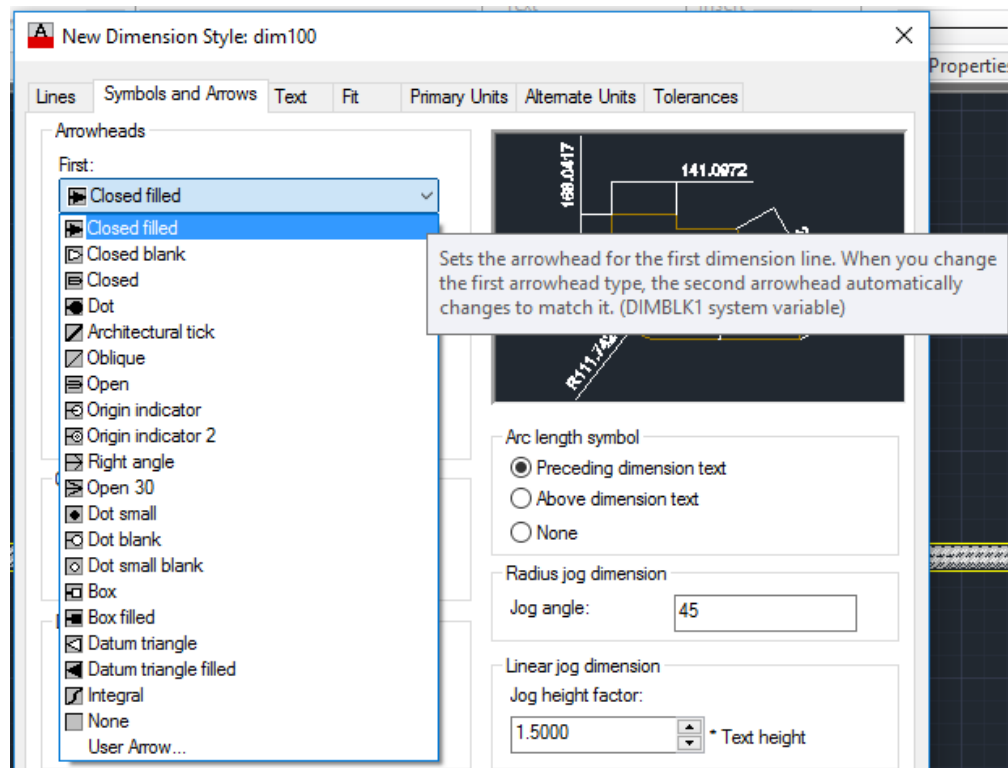 A
New Dimension Style: dim100
Properties
Lines Symbols and Arrows Text Fit Primary Units Alternate Units Tolerances
Arrowheads
First:
Closed filled
Closed filled
Closed blank
Closed
Dot
Architectural tick
Oblique
Open
Origin indicator
Origin indicator 2
Right angle
Open 30
Dot small
Dot blank
Dot small blank
Box
Box filled
Datum triangle
Datum triangle filled
Integral
None
User Arrow...
141.0972
168.0417
Sets the arrowhead for the first dimension line. When you change
the first arrowhead type, the second arrowhead automatically
changes to match it. (DIMBLK1 system variable)
Arc length symbol
Preceding dimension text
Above dimension text
None
Radius jog dimension
Jog angle:
45
Linear jog dimension
Jog height factor:
1.5000
* Text height